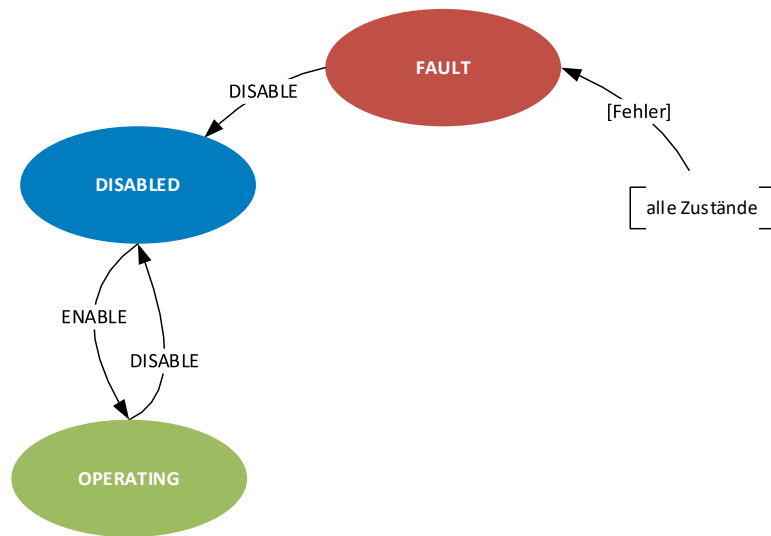 FAULT
DISABLE
[Fehler]
DISABLED
alle Zustände
ENABLE
DISABLE
OPERATING